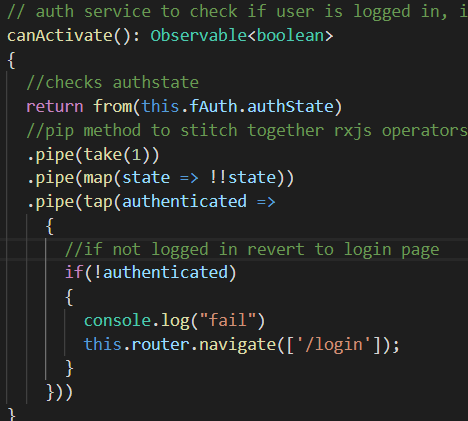 // auth service to check if user is logged in, i
canActivate(): Observable<boolean>
{
//checks authstate
return from(this.fAuth.authState)
//pip method to stitch together rxjs operators
.pipe(take(1))
.pipe(map(state => !!state))
.pipe(tap(authenticated =>
{
//if not logged in revert to login page
if(!authenticated)
{
console.log("fail")
this.router.navigate(['/login']);
}
}))
}